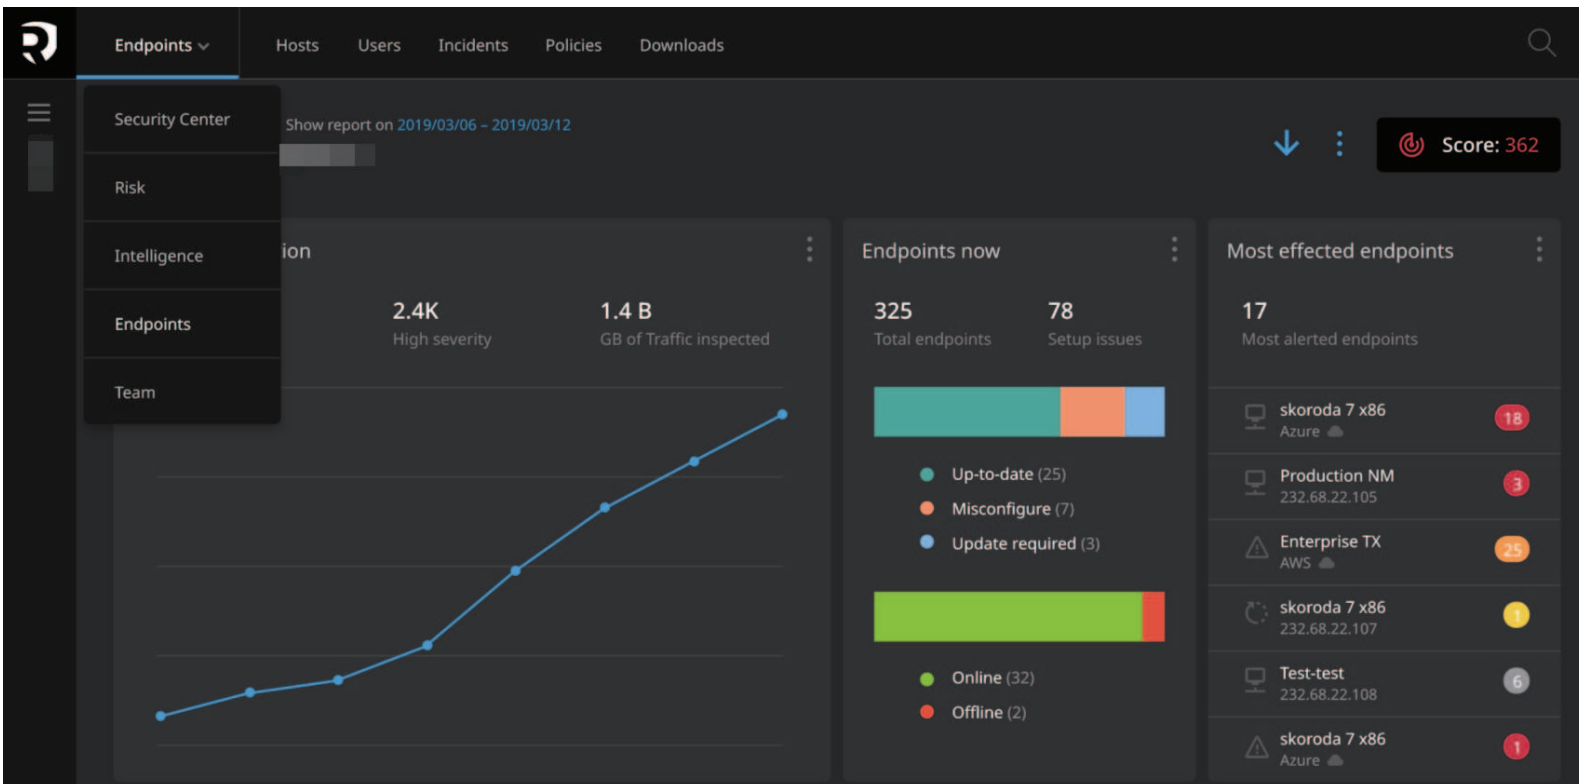 Endpoints Hosts Users Incidents Policies Downloads
Security Center
Risk
Intelligence
Endpoints
Team
Show report on 2019/03/06 – 2019/03/12
Score: 362
ion
2.4K
High severity
1.4 B
GB of Traffic inspected
Endpoints now
325
Total endpoints
78
Setup issues
Up-to-date (25)
Misconfigure (7)
Update required (3)
Online (32)
Offline (2)
Most effected endpoints
17
Most alerted endpoints
skoroda 7 x86
Azure
18
Production NM
232.68.22.105
3
Enterprise TX
AWS
25
skoroda 7 x86
232.68.22.107
1
Test-test
232.68.22.108
6
skoroda 7 x86
Azure
1